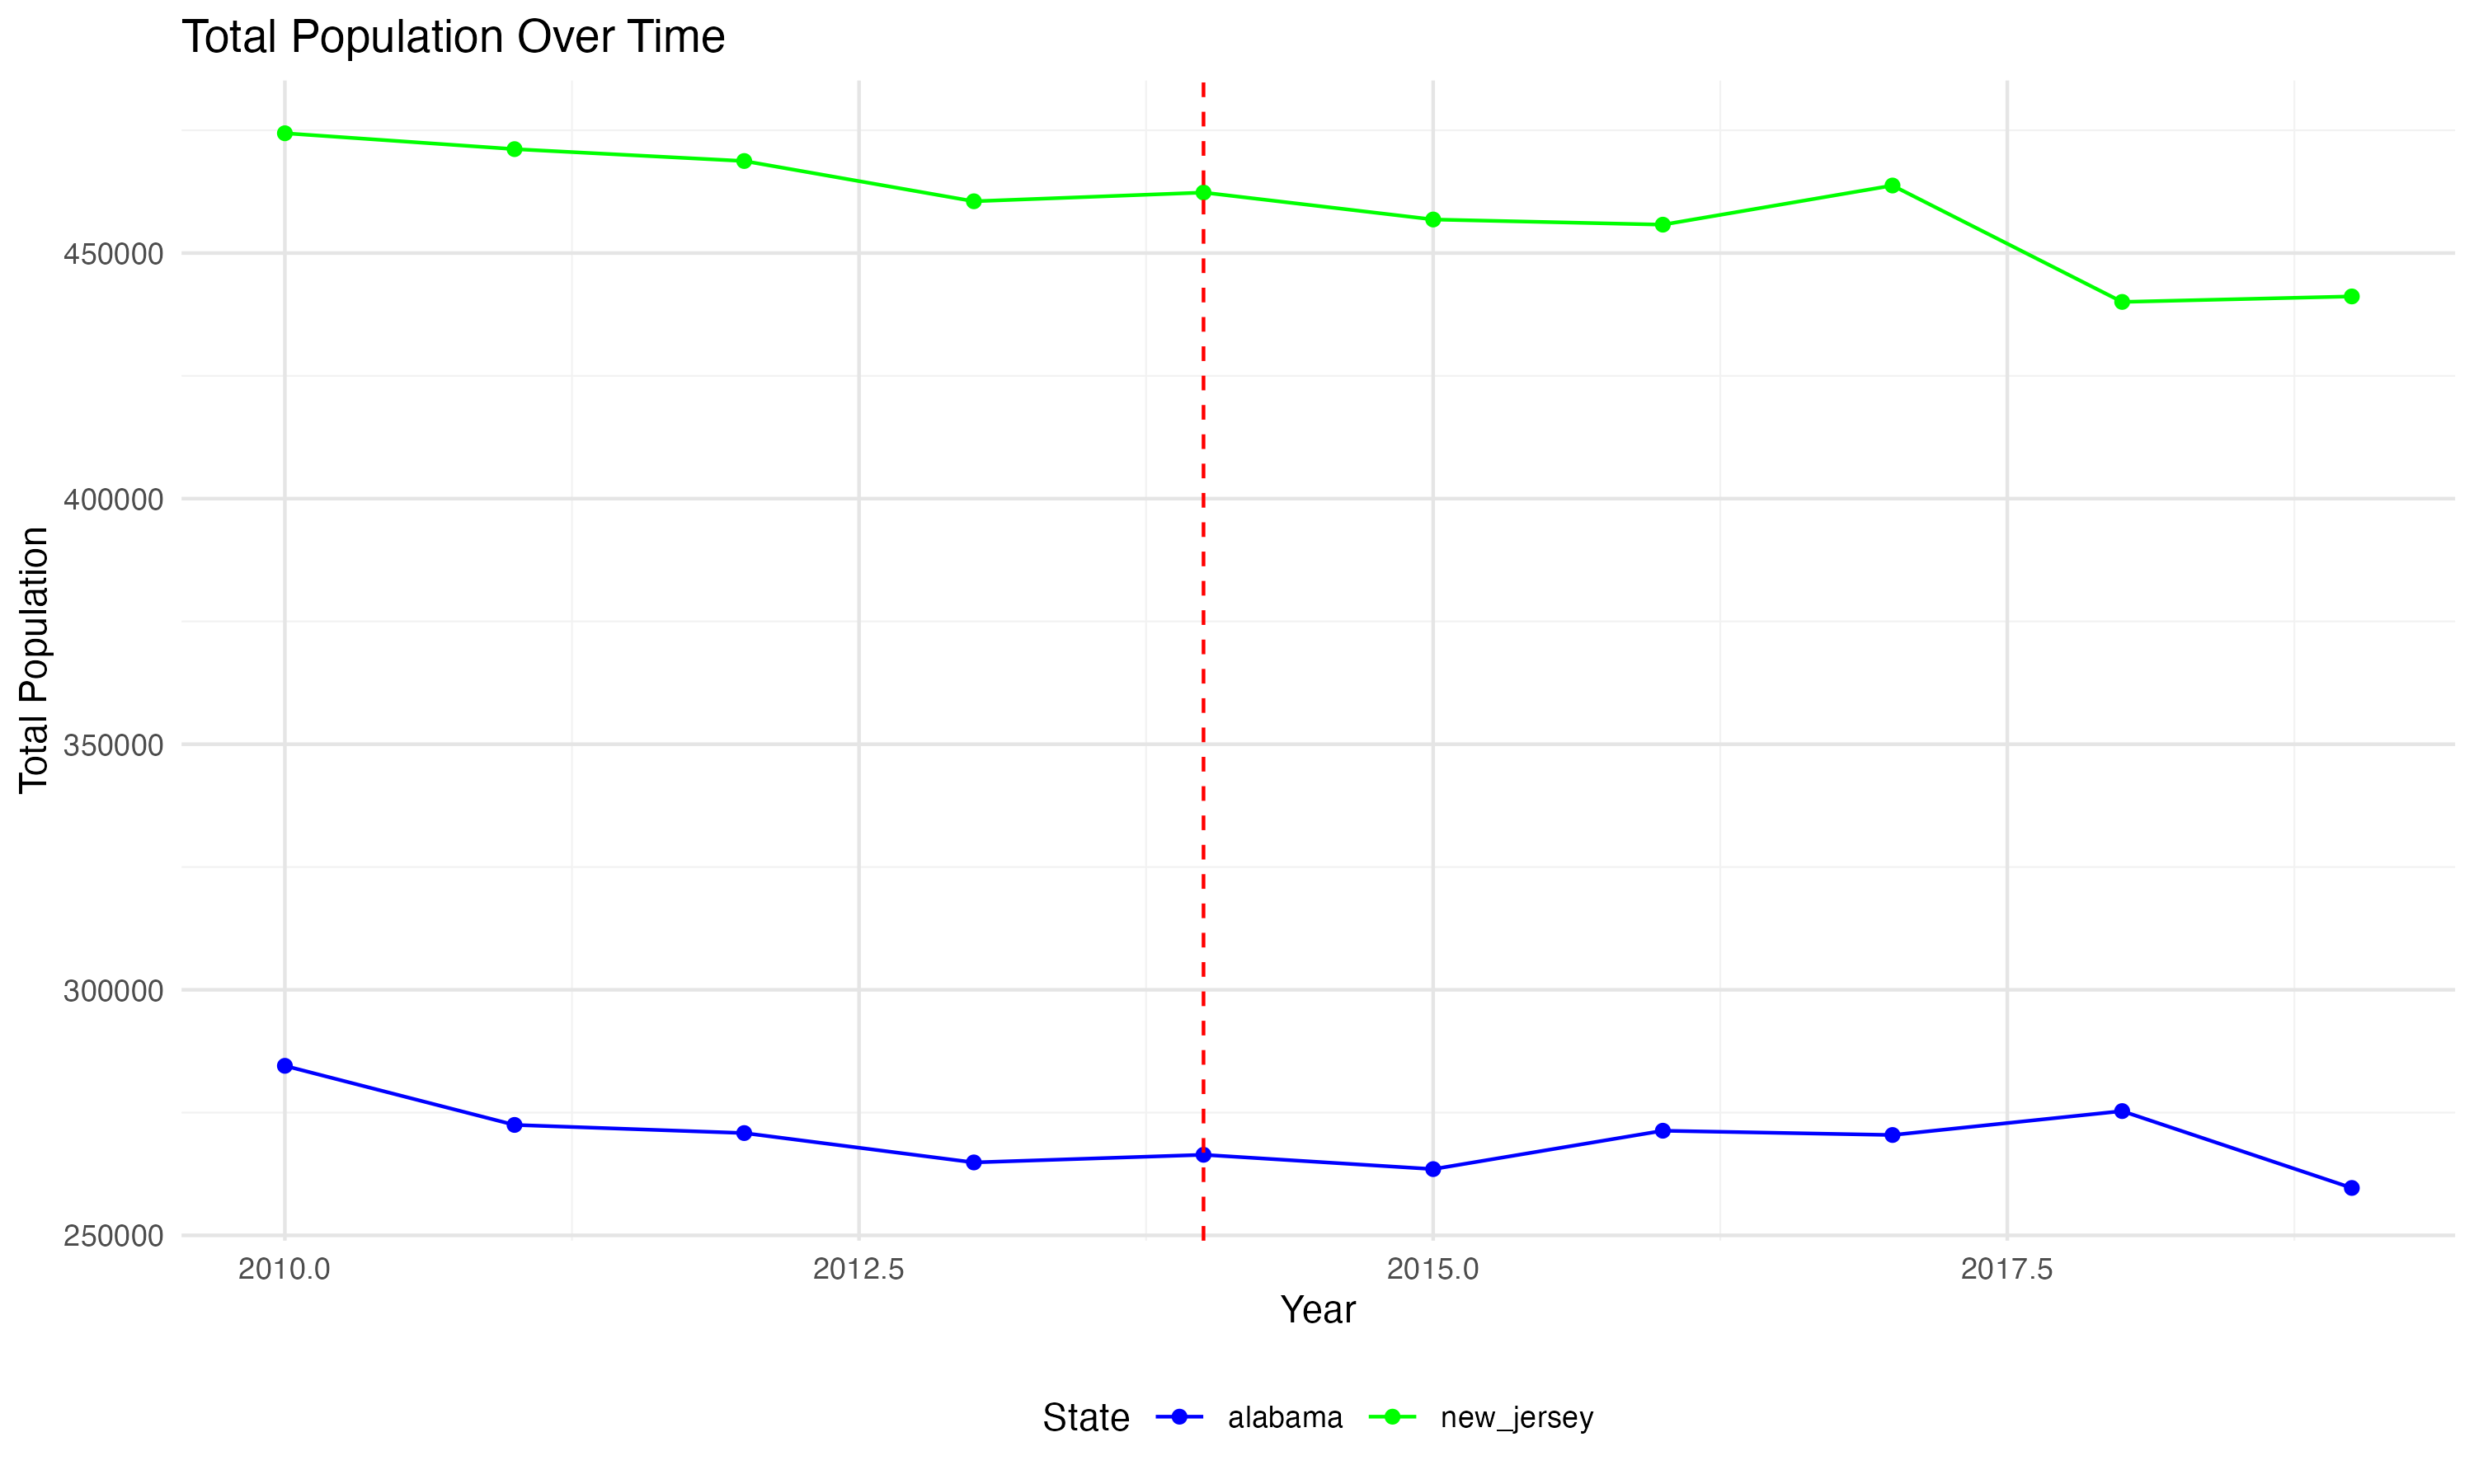 Total Population Over Time
Total Population
450000
400000
350000
300000
250000
2010.0 2012.5 2015.0 2017.5
Year
State alabama new_jersey